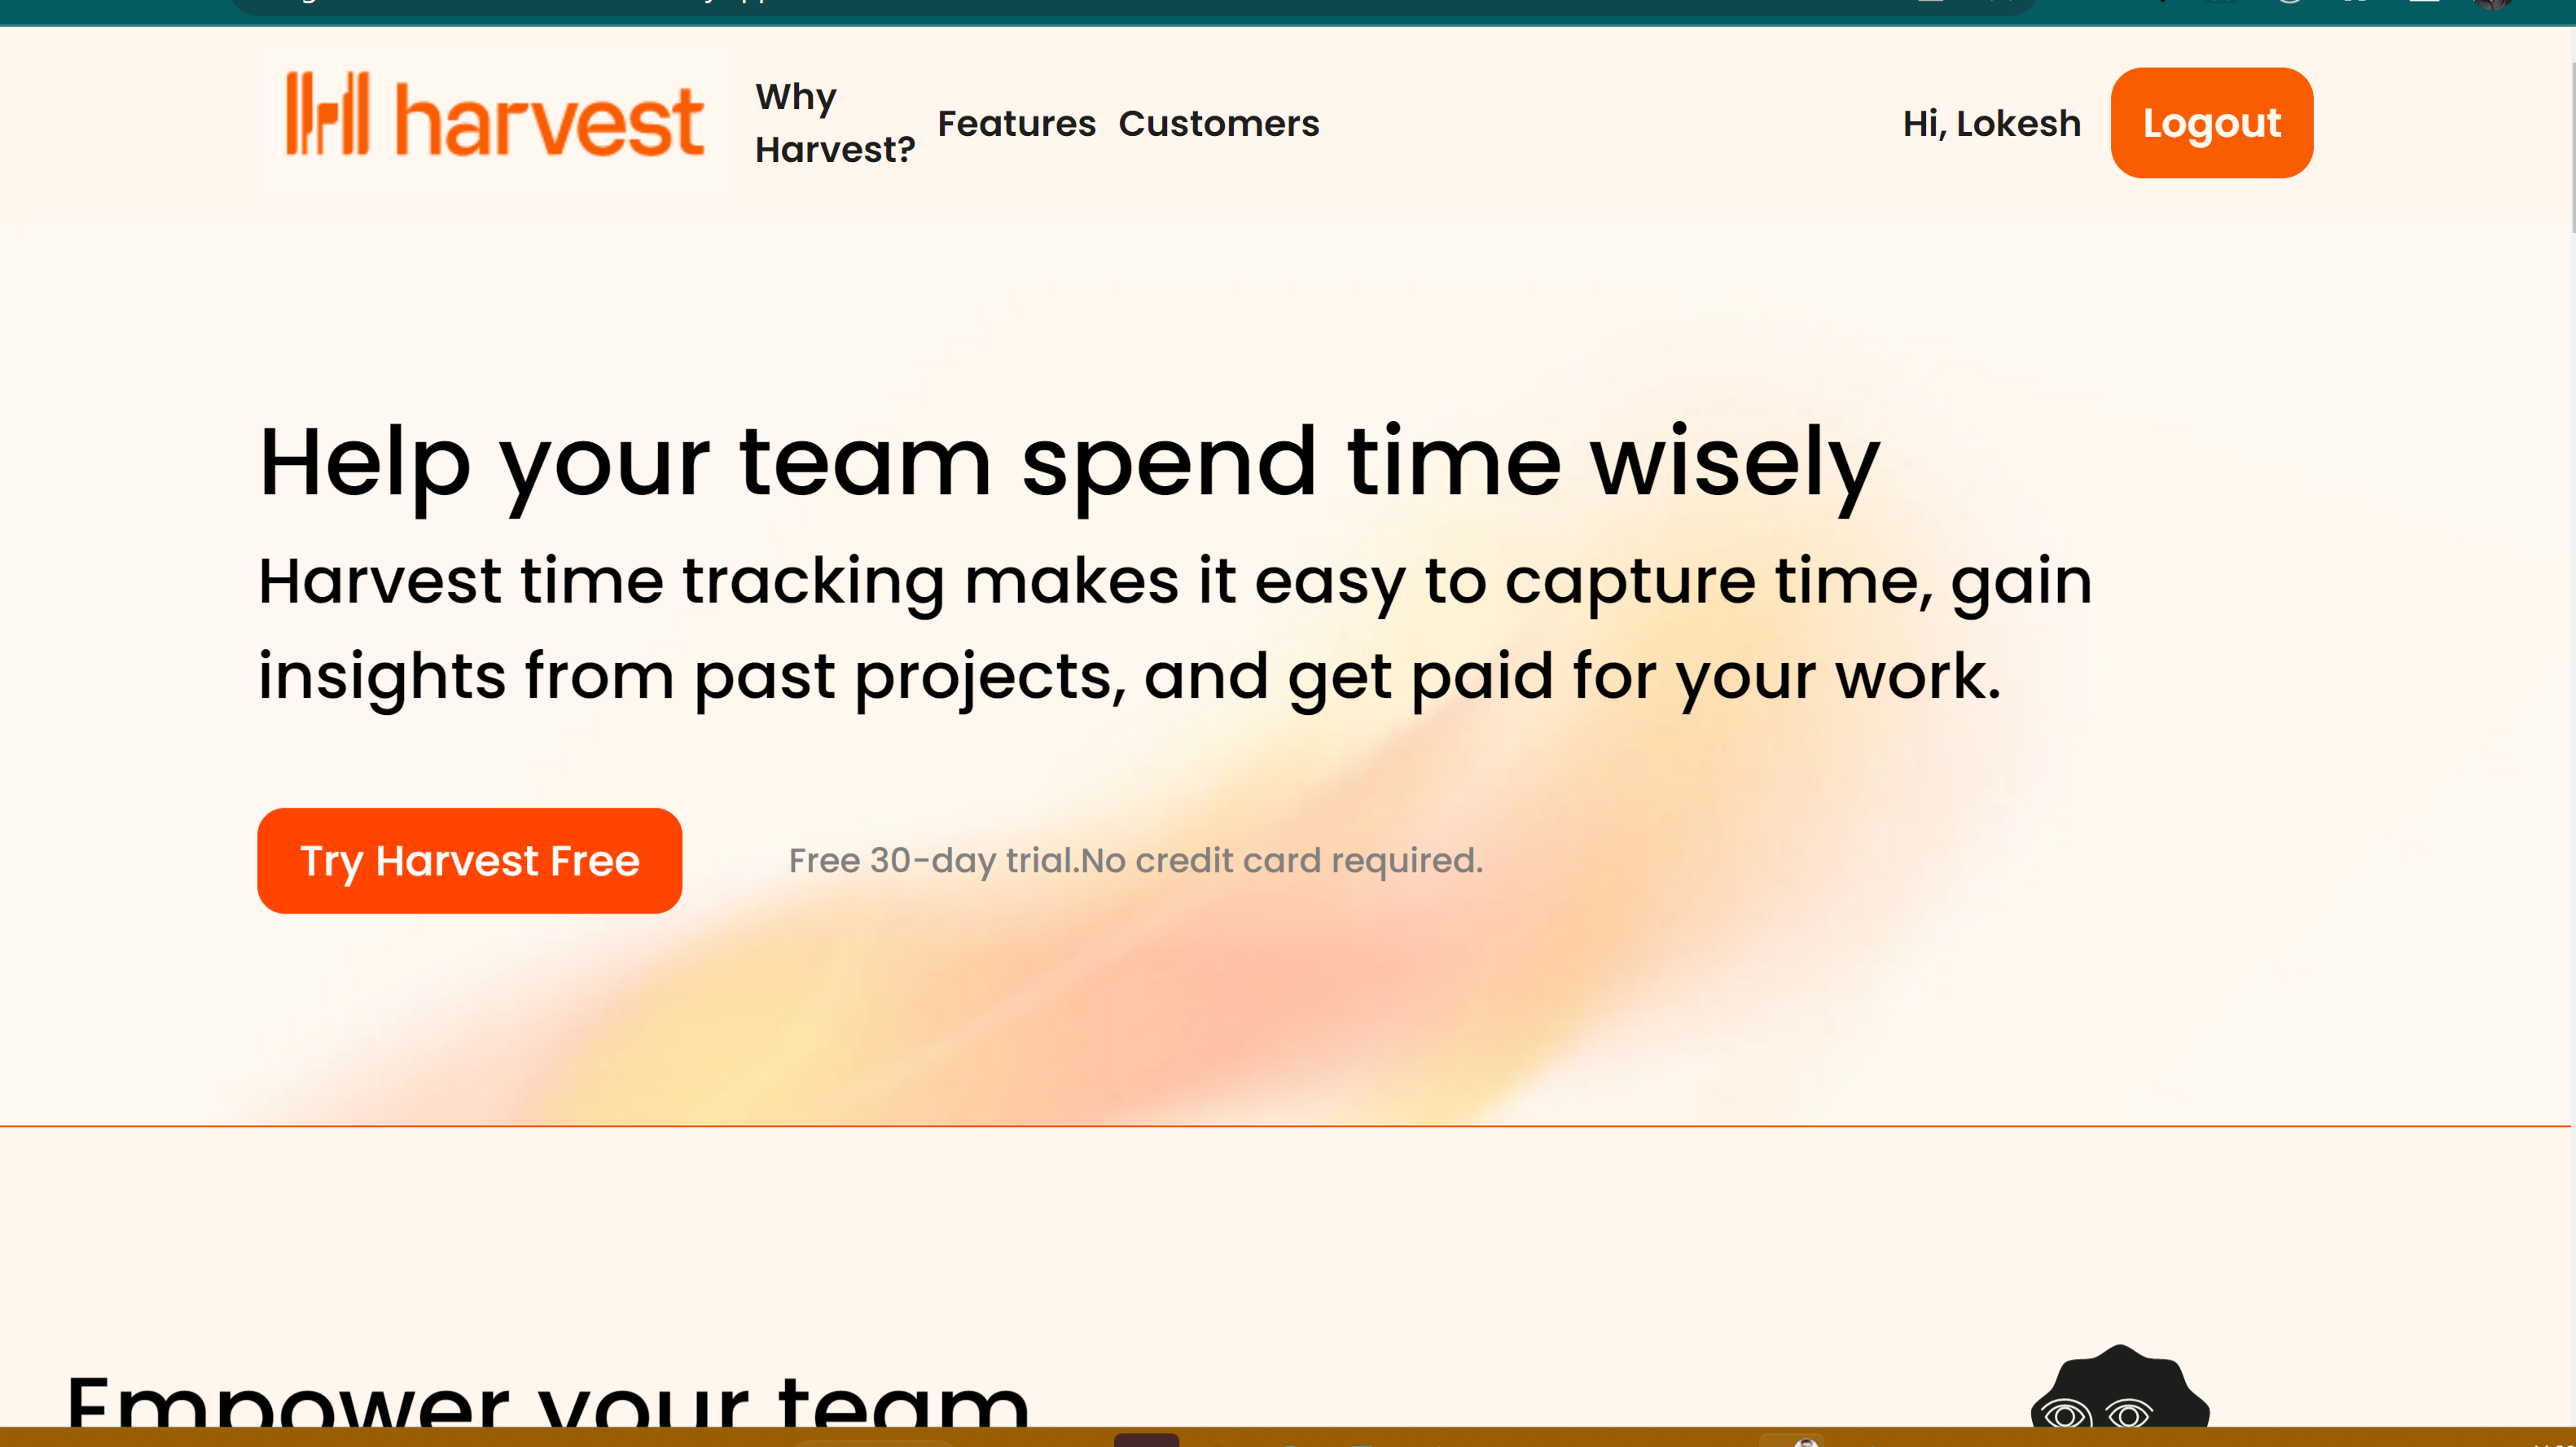 harvest
Why
Harvest?
Features
Customers
Hi, Lokesh
Logout
Help your team spend time wisely
Harvest time tracking makes it easy to capture time, gain
insights from past projects, and get paid for your work.
Try Harvest Free
Free 30-day trial.No credit card required.
Empower your team